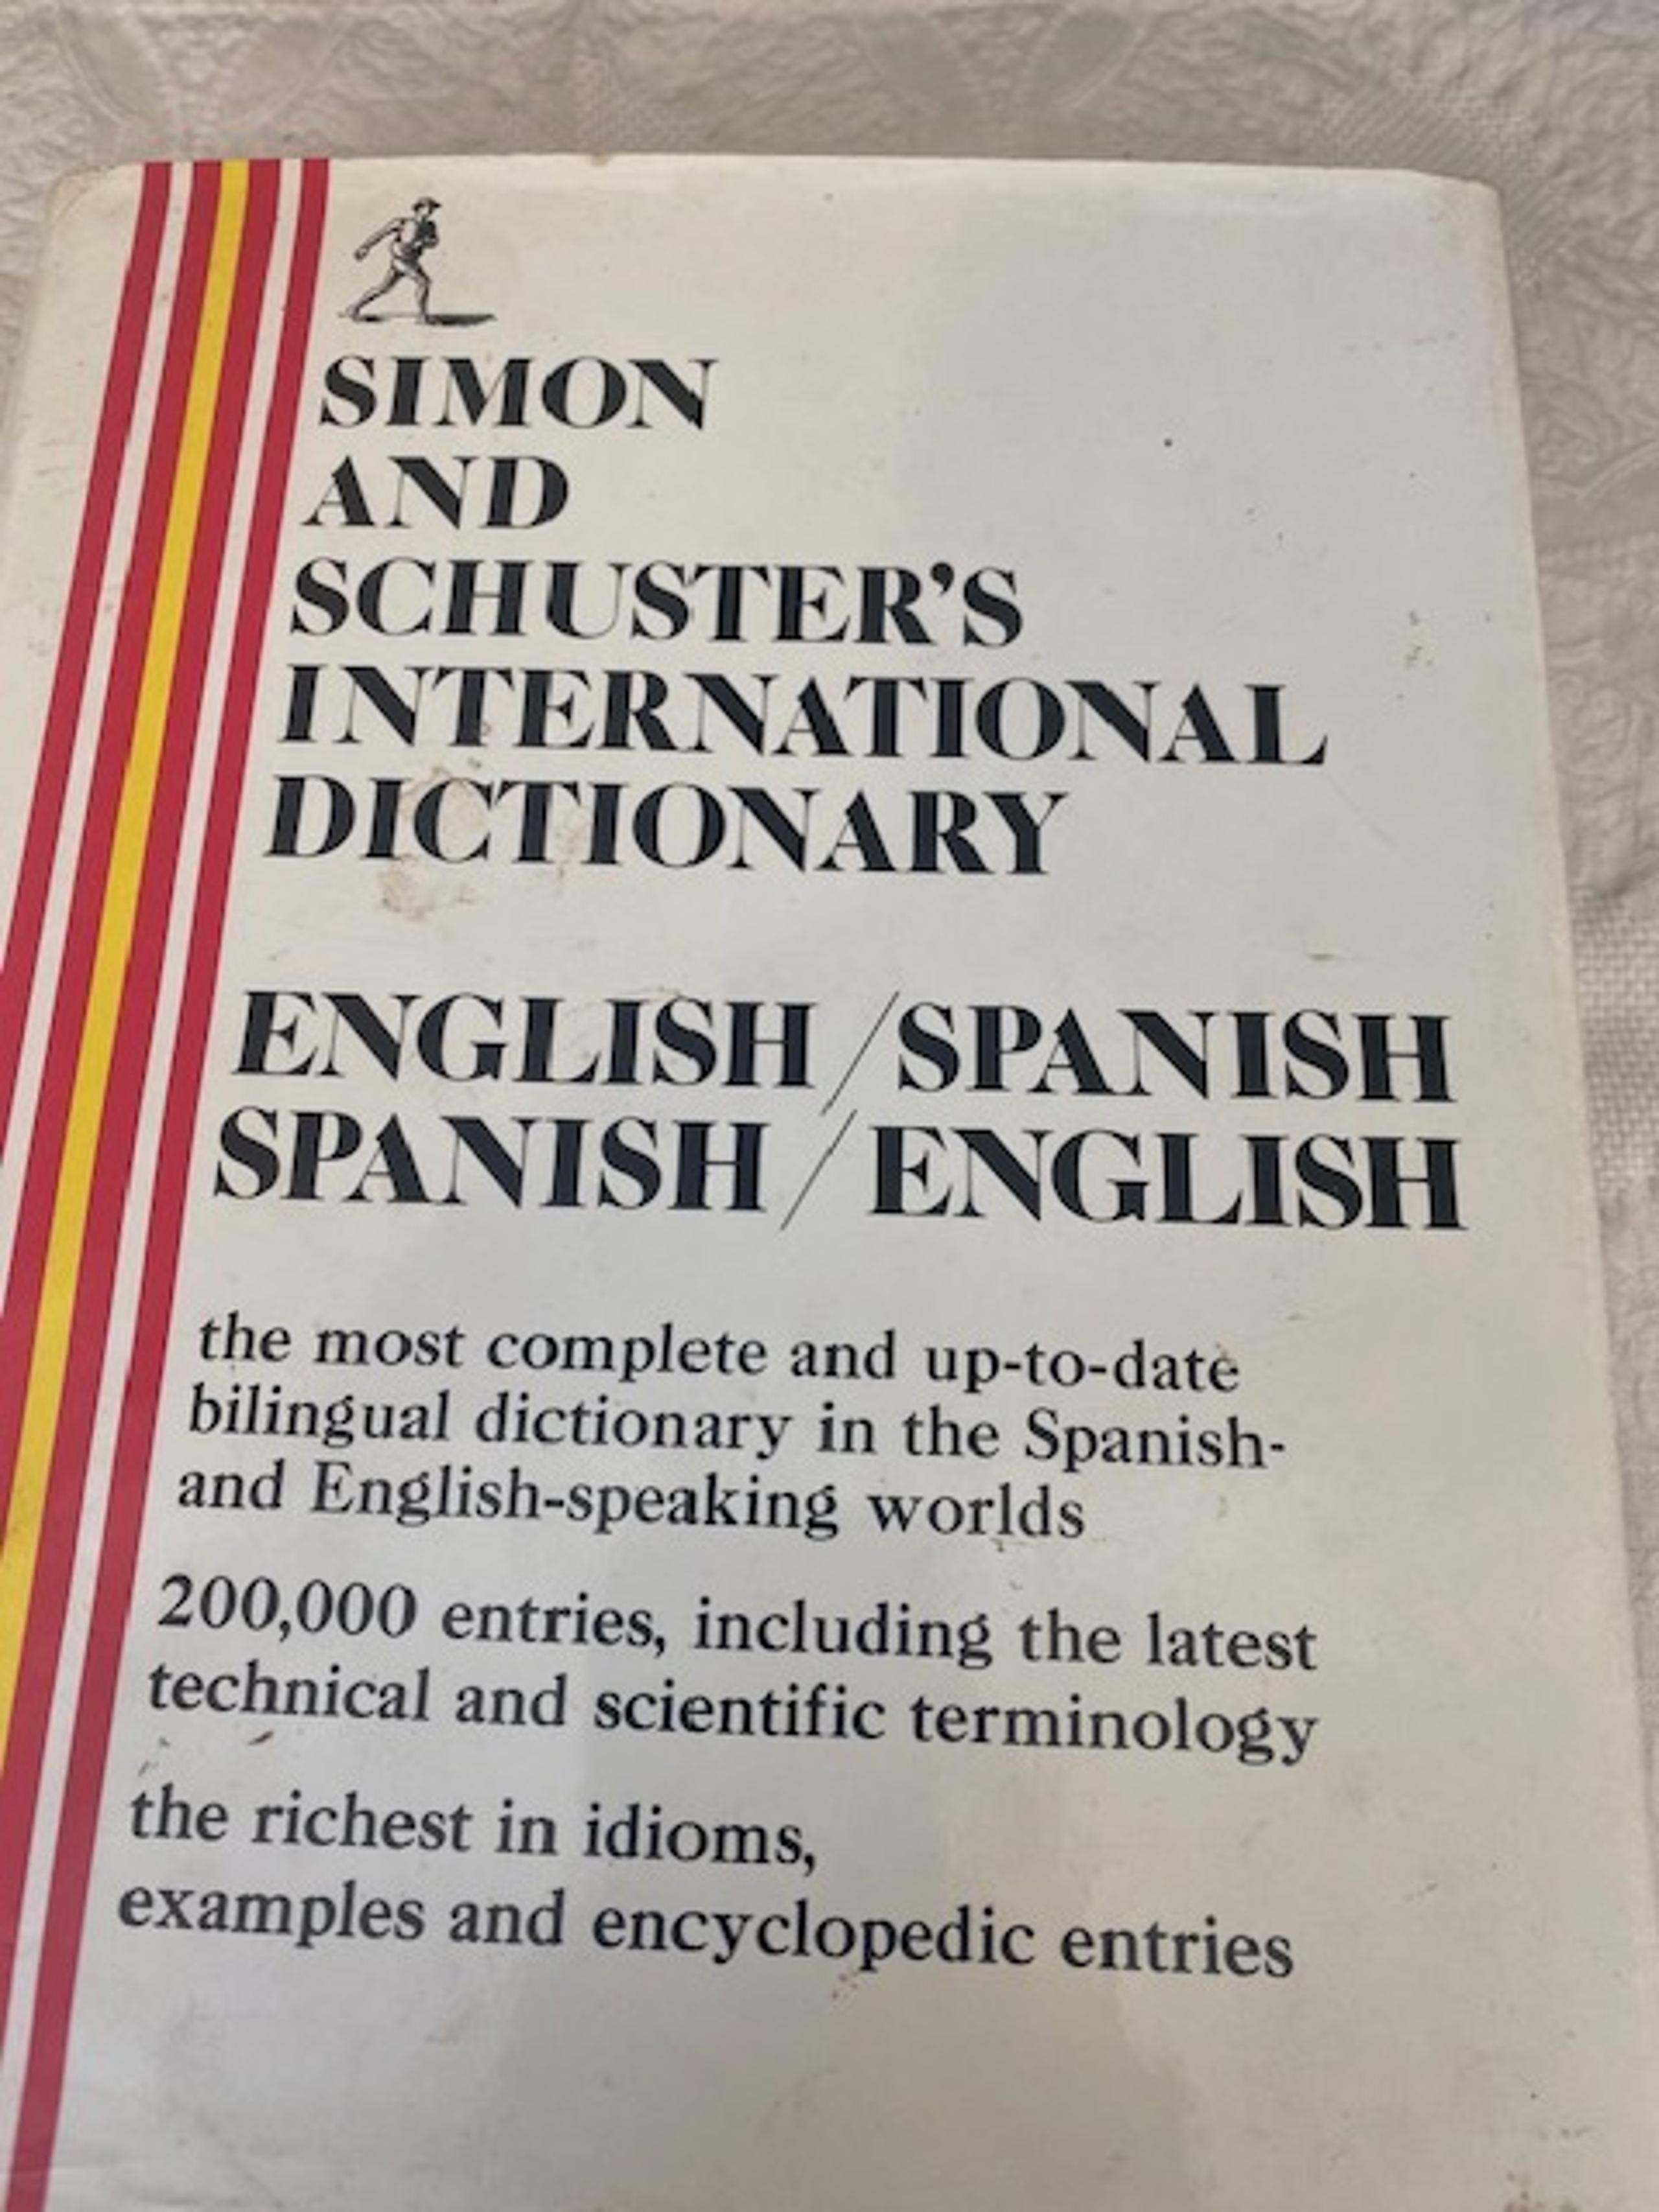 SIMON
AND
SCHUSTER'S
INTERNATIONAL
DICTIONARY
ENGLISH/SPANISH
SPANISH/ENGLISH
the most complete and up-to-date
bilingual dictionary in the Spanish-
and English-speaking worlds
200,000 entries, including the latest
technical and scientific terminology
the richest in idioms,
examples and encyclopedic entries